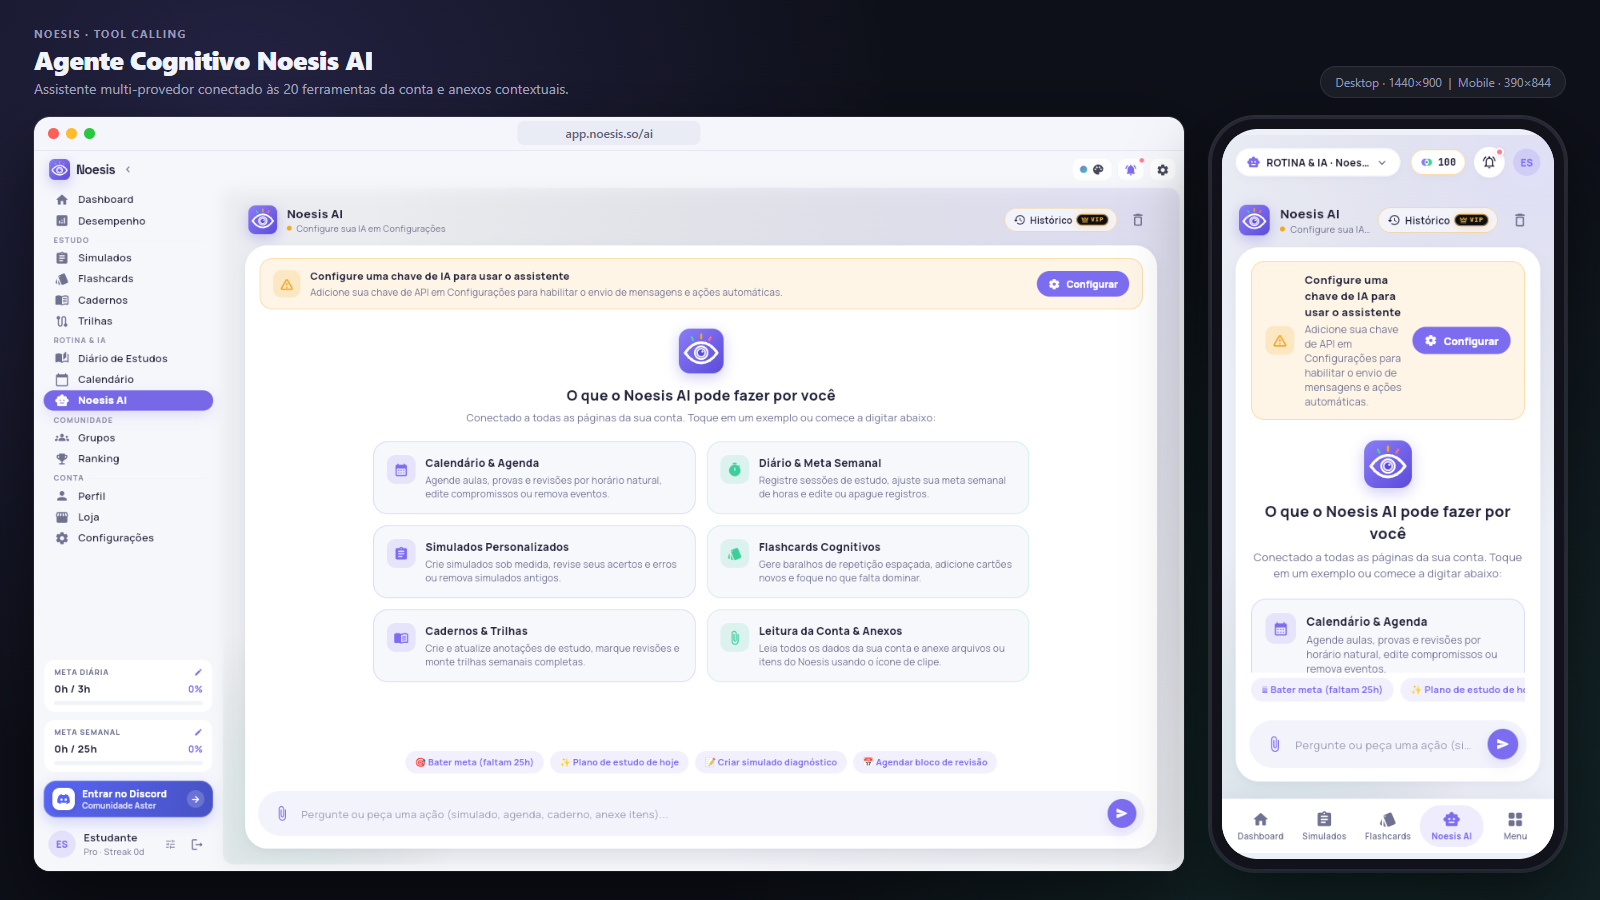 NOESIS · TOOL CALLING
Agente Cognitivo Noesis AI
Assistente multi-provedor conectado às 20 ferramentas da conta e anexos contextuais.
Desktop · 1440×900 | Mobile · 390×844
app.noesis.so/ai
Noesis
Dashboard
Desempenho
ESTUDO
Simulados
Flashcards
Cadernos
Trilhas
ROTINA & IA
Diário de Estudos
Calendário
Noesis AI
COMUNIDADE
Grupos
Ranking
CONTA
Perfil
Loja
Configurações
META DIÁRIA
0h / 3h 0%
META SEMANAL
0h / 25h 0%
Entrar no Discord
Comunidade Aster
ES
Estudante
Pro · Streak 0d
Noesis AI
Configure sua IA em Configurações
Histórico VIP
Configure uma chave de IA para usar o assistente
Adicione sua chave de API em Configurações para habilitar o envio de mensagens e ações automáticas.
Configurar
O que o Noesis AI pode fazer por você
Conectado a todas as páginas da sua conta. Toque em um exemplo ou comece a digitar abaixo:
Calendário & Agenda
Agende aulas, provas e revisões por horário natural,
edite compromissos ou remova eventos.
Diário & Meta Semanal
Registre sessões de estudo, ajuste sua meta semanal
de horas e edite ou apague registros.
Simulados Personalizados
Crie simulados sob medida, revise seus acertos e erros
ou remova simulados antigos.
Flashcards Cognitivos
Gere baralhos de repetição espaçada, adicione cartões
novos e foque no que falta dominar.
Cadernos & Trilhas
Crie e atualize anotações de estudo, marque revisões e
monte trilhas semanais completas.
Leitura da Conta & Anexos
Leia todos os dados da sua conta e anexe arquivos ou
itens do Noesis usando o ícone de clipe.
🎯 Bater meta (faltam 25h)
✨ Plano de estudo de hoje
📝 Criar simulado diagnóstico
📅 Agendar bloco de revisão
Pergunte ou peça uma ação (simulado, agenda, caderno, anexe itens)...
ROTINA & IA · Noes...
100
ES
Noesis AI
Configure sua IA...
Histórico VIP
Configure uma
chave de IA para
usar o assistente
Adicione sua chave
de API em
Configurações para
habilitar o envio de
mensagens e ações
automáticas.
Configurar
O que o Noesis AI pode fazer por
você
Conectado a todas as páginas da sua conta. Toque
em um exemplo ou comece a digitar abaixo:
Calendário & Agenda
Agende aulas, provas e revisões por
horário natural, edite compromissos ou
remova eventos.
Bater meta (faltam 25h)
✨ Plano de estudo de ho
Pergunte ou peça uma ação (si...
Dashboard
Simulados
Flashcards
Noesis AI
Menu